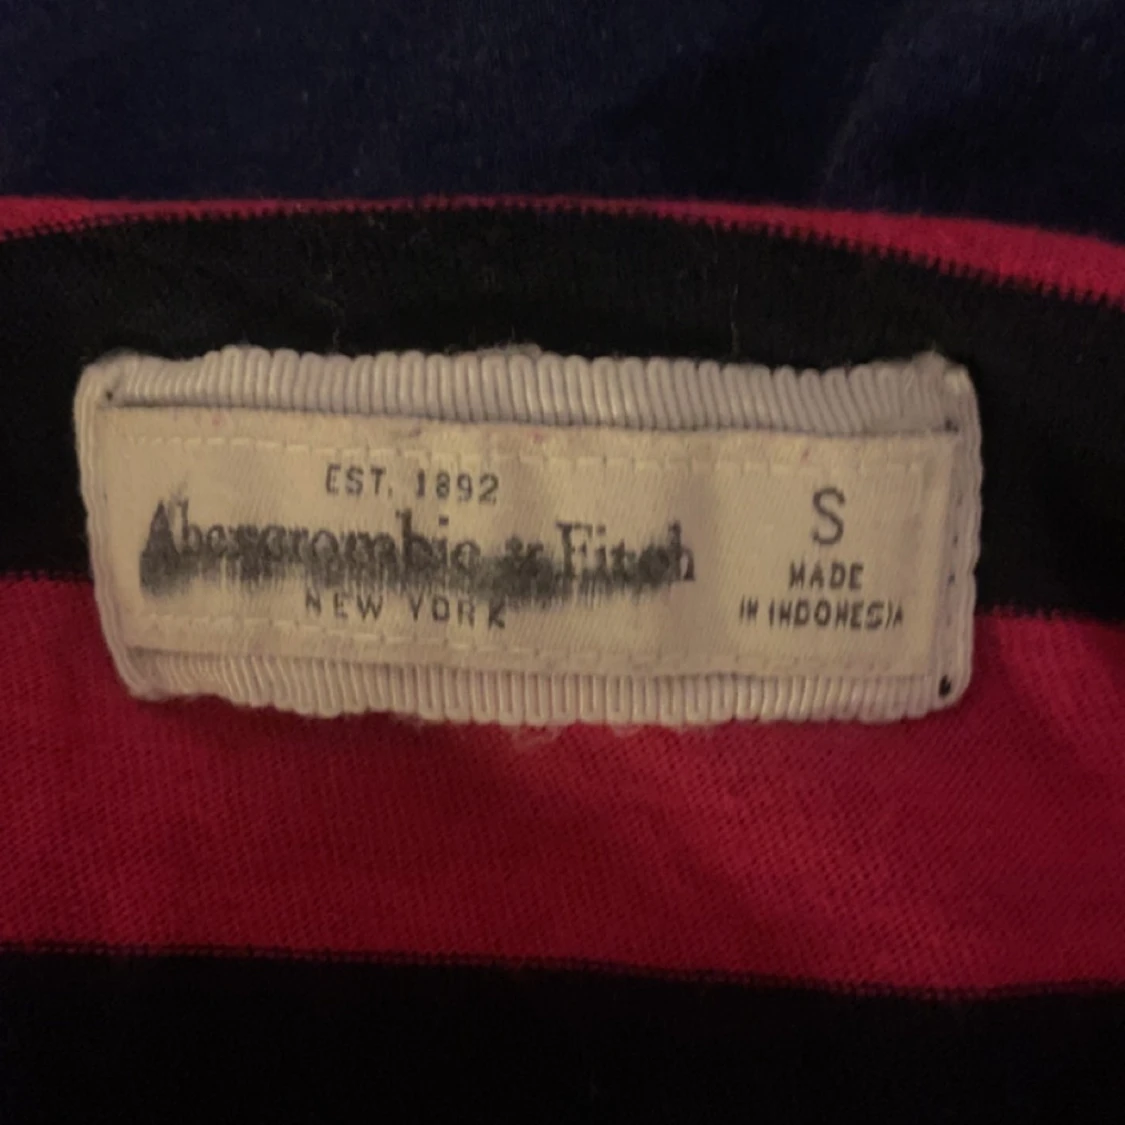 EST. 1892
Abercrombie & Fitch
NEW YORK
S
MADE
IN INDONESIA